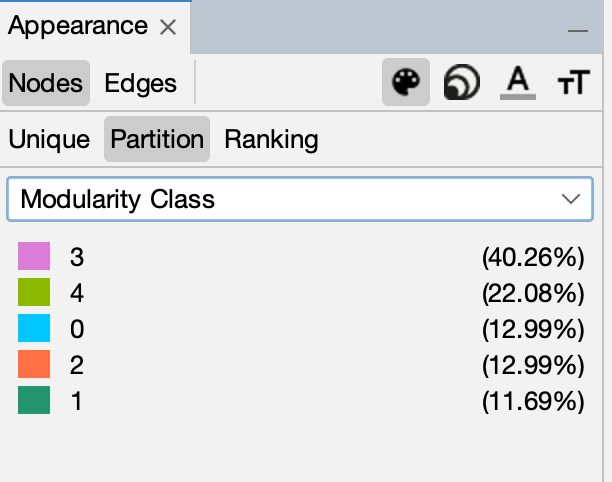 Appearance
Nodes Edges A TT
Unique Partition Ranking
Modularity Class
3 (40.26%)
4 (22.08%)
0 (12.99%)
2 (12.99%)
1 (11.69%)